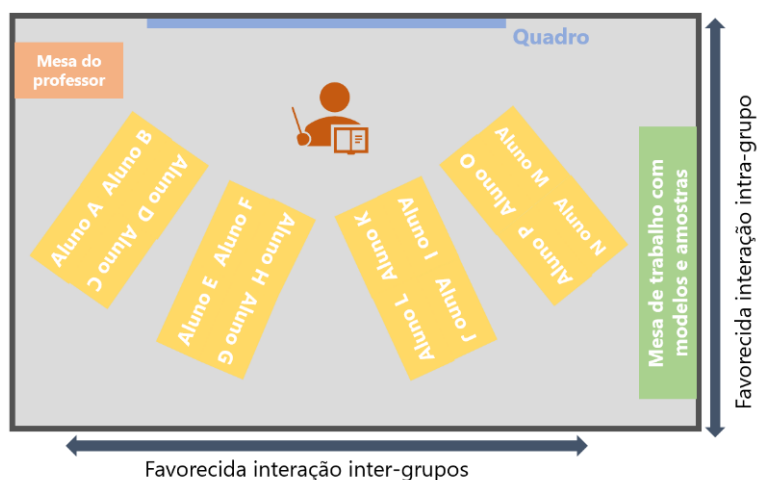 Quadro
Mesa do
professor
Aluno A Aluno B
Aluno C Aluno D
Aluno E Aluno F
Aluno G Aluno H
Aluno I Aluno J
Aluno K Aluno L
Aluno M Aluno N
Aluno O Aluno P
Mesa de trabalho com
modelos e amostras
Favorecida interação intra-grupo
Favorecida interação inter-grupos